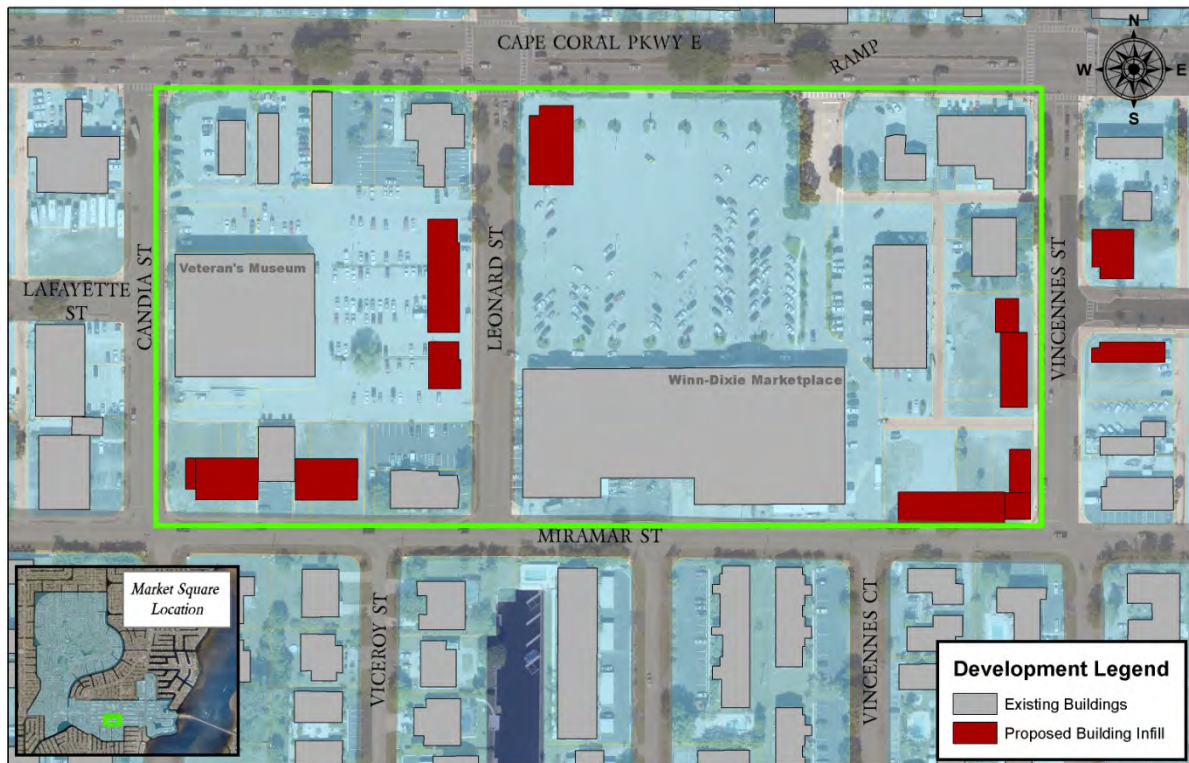 CAPE CORAL PKWY E
RAMP
N
W
E
S
CANDIA ST
LEONARD ST
VINCENNES ST
Veteran's Museum
LAFAYETTE
ST
Winn-Dixie Marketplace
MIRAMAR ST
VICEROY ST
VINCENNES CT
Market Square
Location
Development Legend
Existing Buildings
Proposed Building Infill